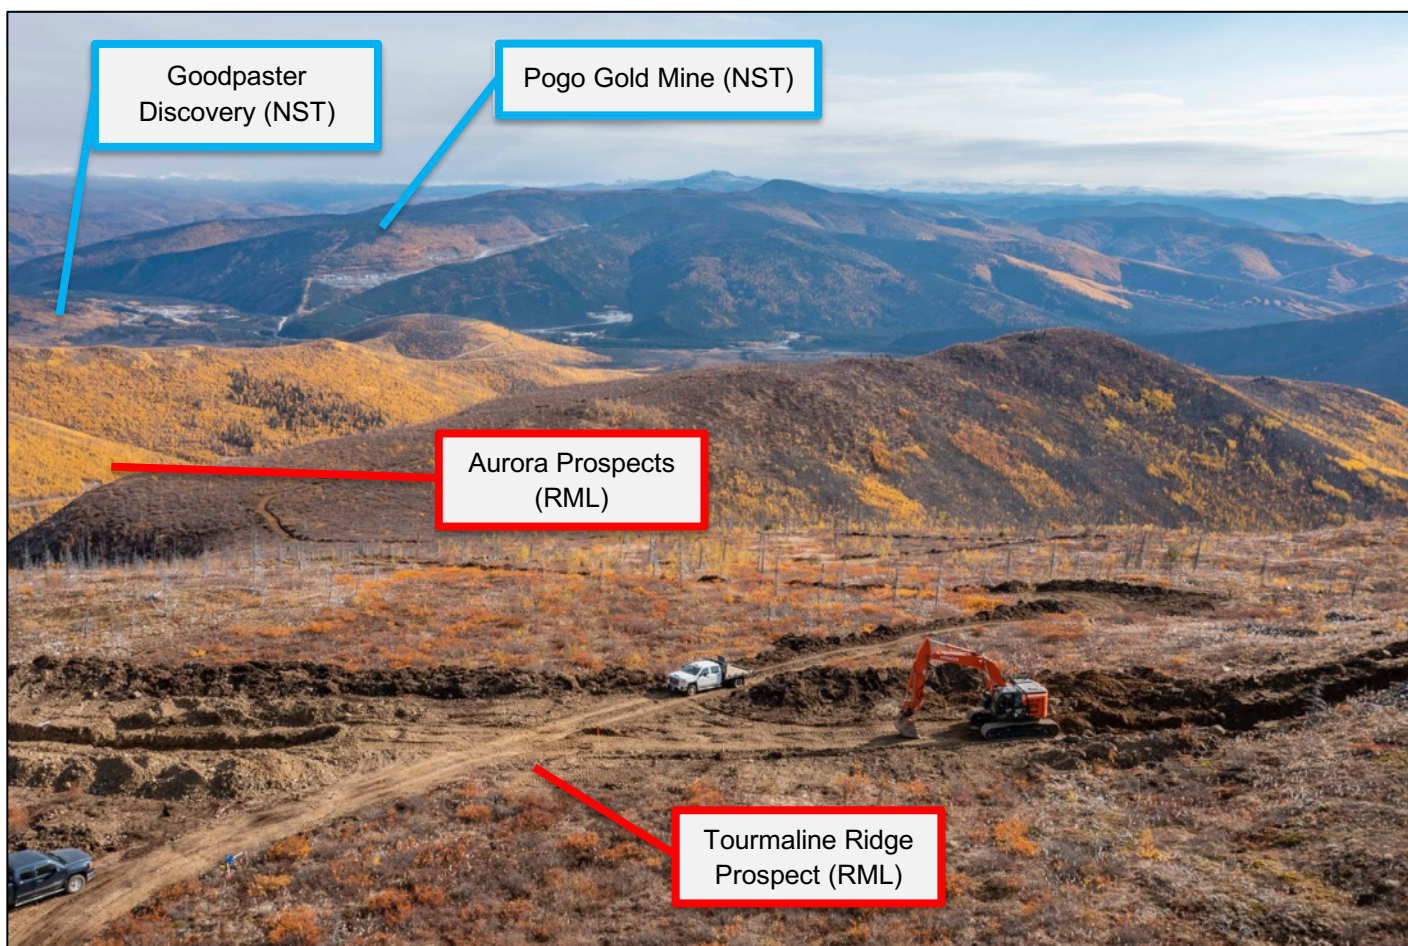 Goodpaster
Discovery (NST)
Pogo Gold Mine (NST)
Aurora Prospects
(RML)
Tourmaline Ridge
Prospect (RML)